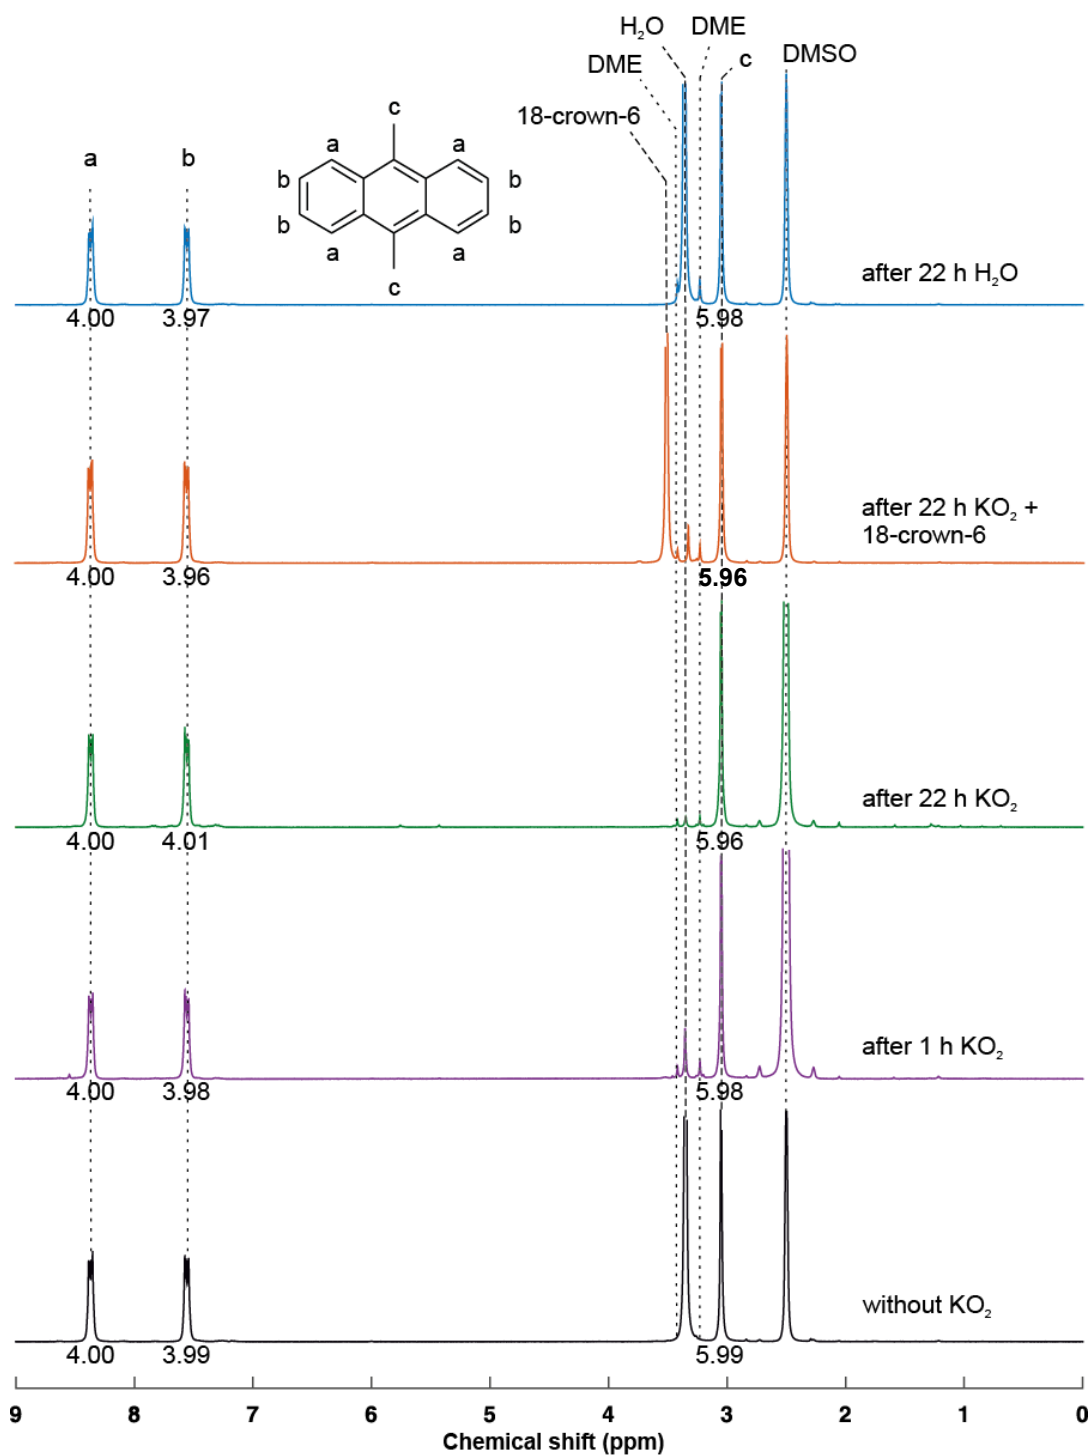 H₂O DME
DME c DMSO
18-crown-6
a b
c
a a
b b
b b
a a
c
after 22 h H₂O
4.00 3.97 5.98
after 22 h KO₂ +
18-crown-6
4.00 3.96 5.96
after 22 h KO₂
4.00 4.01 5.96
after 1 h KO₂
4.00 3.98 5.98
without KO₂
4.00 3.99 5.99
9 8 7 6 5 4 3 2 1 0
Chemical shift (ppm)